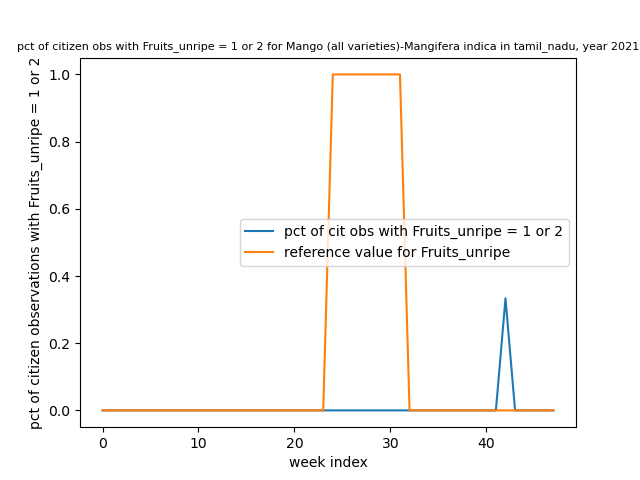 pct of citizen obs with Fruits_unripe = 1 or 2 for Mango (all varieties)-Mangifera indica in tamil_nadu, year 2021
pct of citizen observations with Fruits_unripe = 1 or 2
1.0
0.8
0.6
0.4
0.2
0.0
pct of cit obs with Fruits_unripe = 1 or 2
reference value for Fruits_unripe
0 10 20 30 40
week index